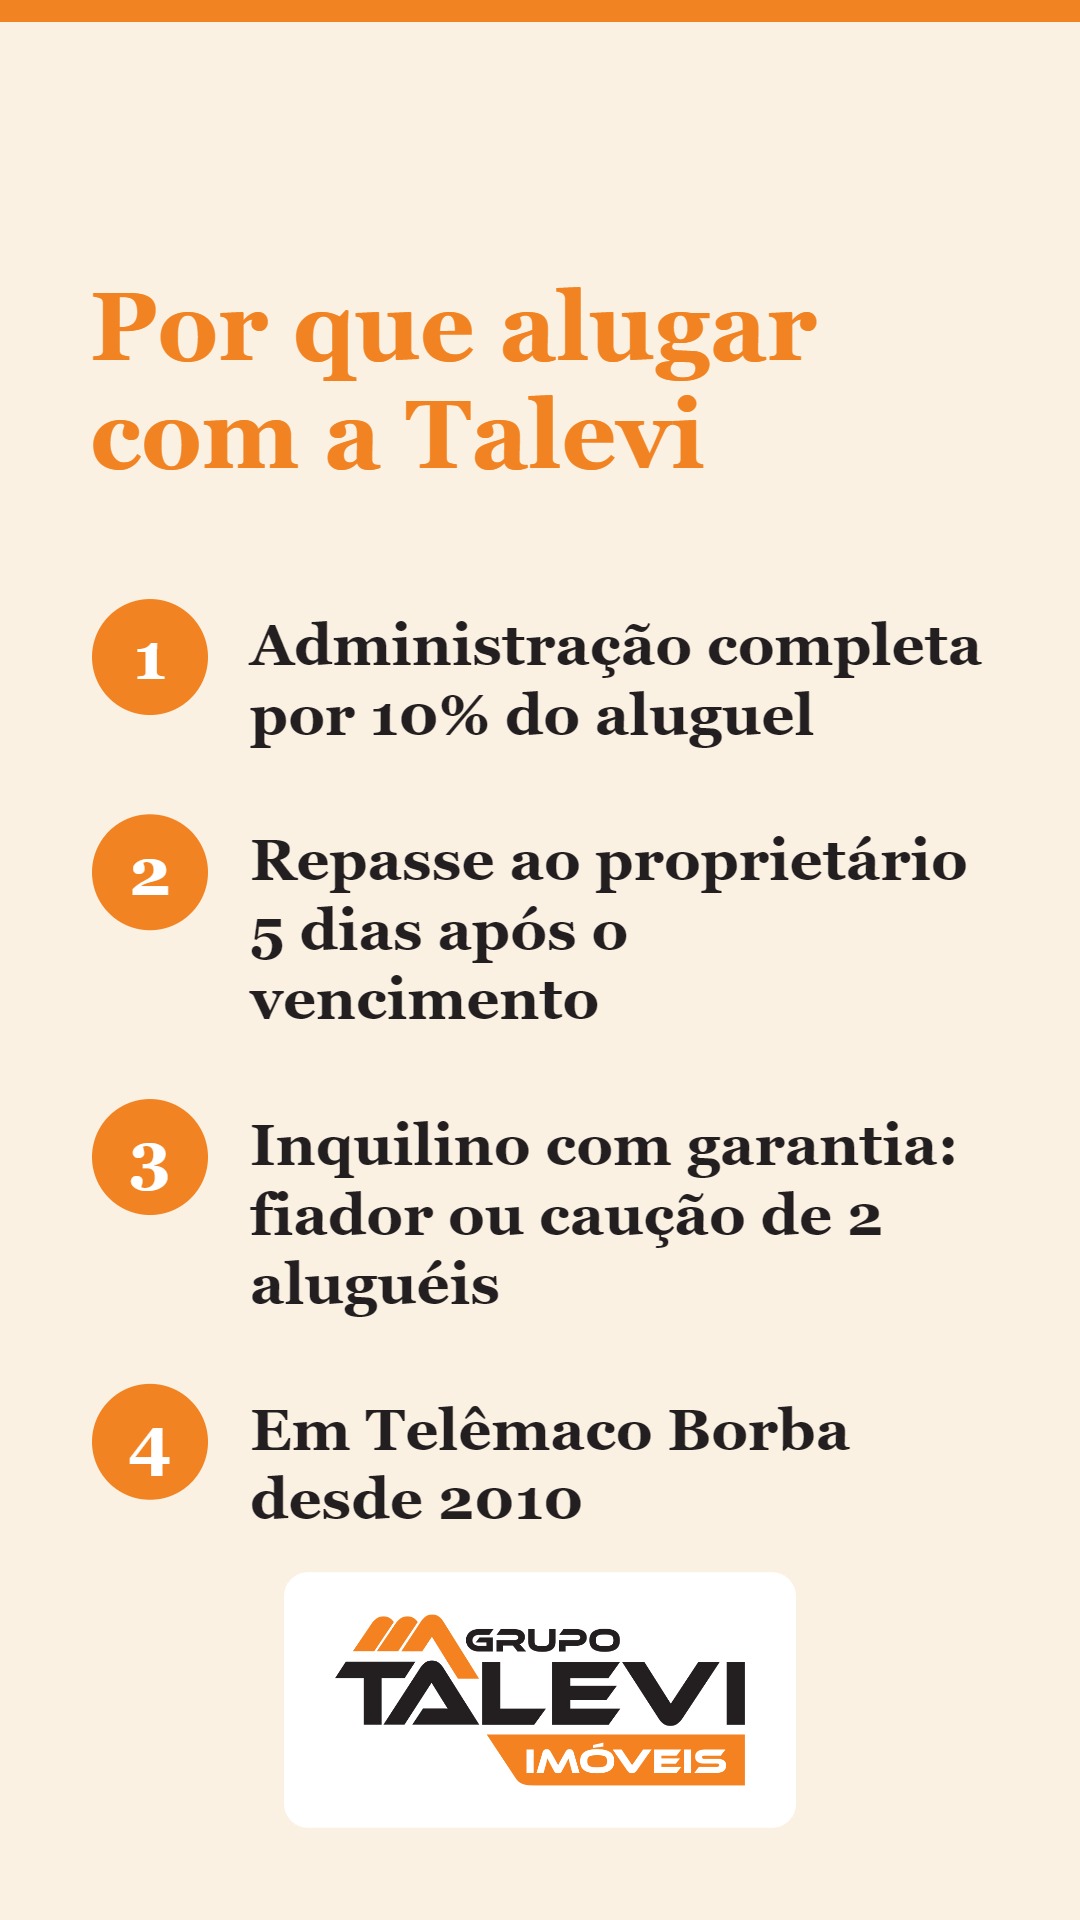 Por que alugar
com a Talevi
1
Administração completa
por 10% do aluguel
2
Repasse ao proprietário
5 dias após o
vencimento
3
Inquilino com garantia:
fiador ou caução de 2
aluguéis
4
Em Telêmaco Borba
desde 2010
GRUPO
TALEVI
IMÓVEIS